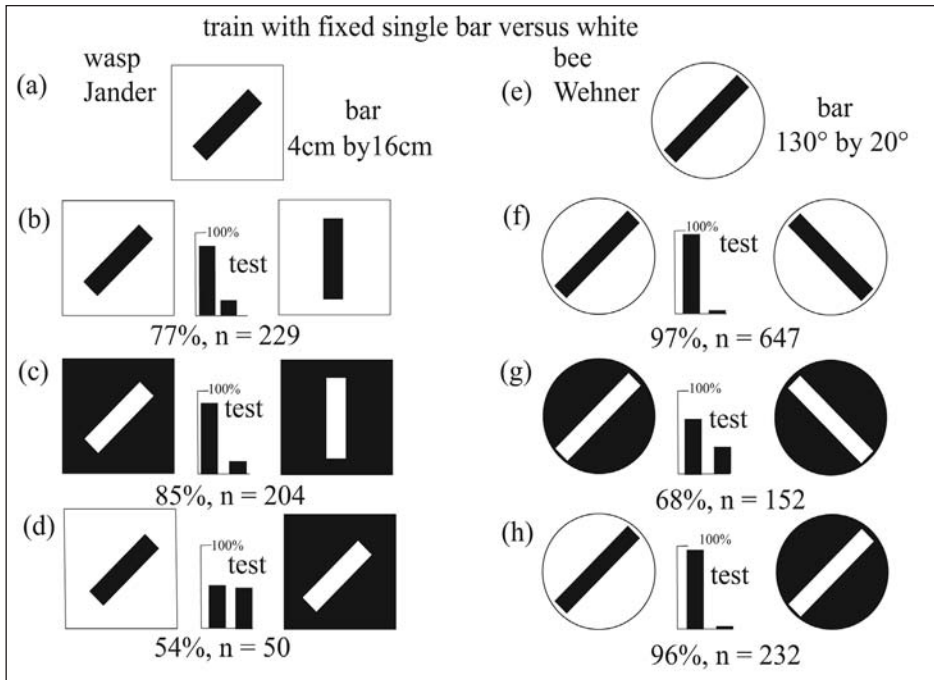 train with fixed single bar versus white
wasp
Jander
(a)
bar
4cm by16cm
(b)
100%
test
77%, n = 229
(c)
100%
test
85%, n = 204
(d)
100%
test
54%, n = 50
bee
Wehner
(e)
bar
130° by 20°
(f)
100%
test
97%, n = 647
(g)
100%
test
68%, n = 152
(h)
100%
test
96%, n = 232